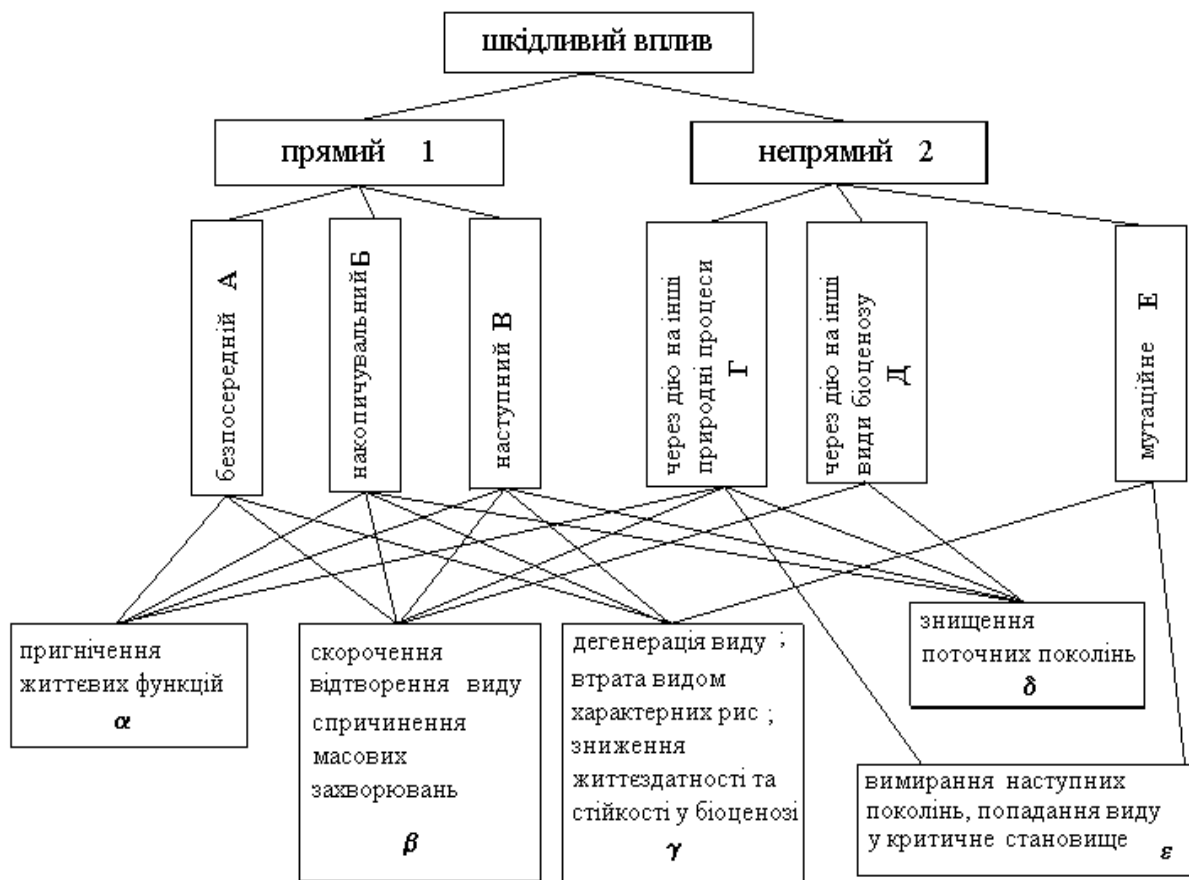 шкідливий вплив
прямий 1
непрямий 2
безпосередній А
накопичувальний Б
наступний В
через дію на інші
природні процеси
Г
через дію на інші
види біоценозу
Д
мутаційне Е
пригнічення
життєвих функцій
α
скорочення
відтворення виду
спричинення
масових
захворювань
β
дегенерація виду ;
втрата видом
характерних рис ;
зниження
життєздатності та
стійкості у біоценозі
γ
знищення
поточних поколінь
δ
вимирання наступних
поколінь, попадання виду
у критичне становище ε